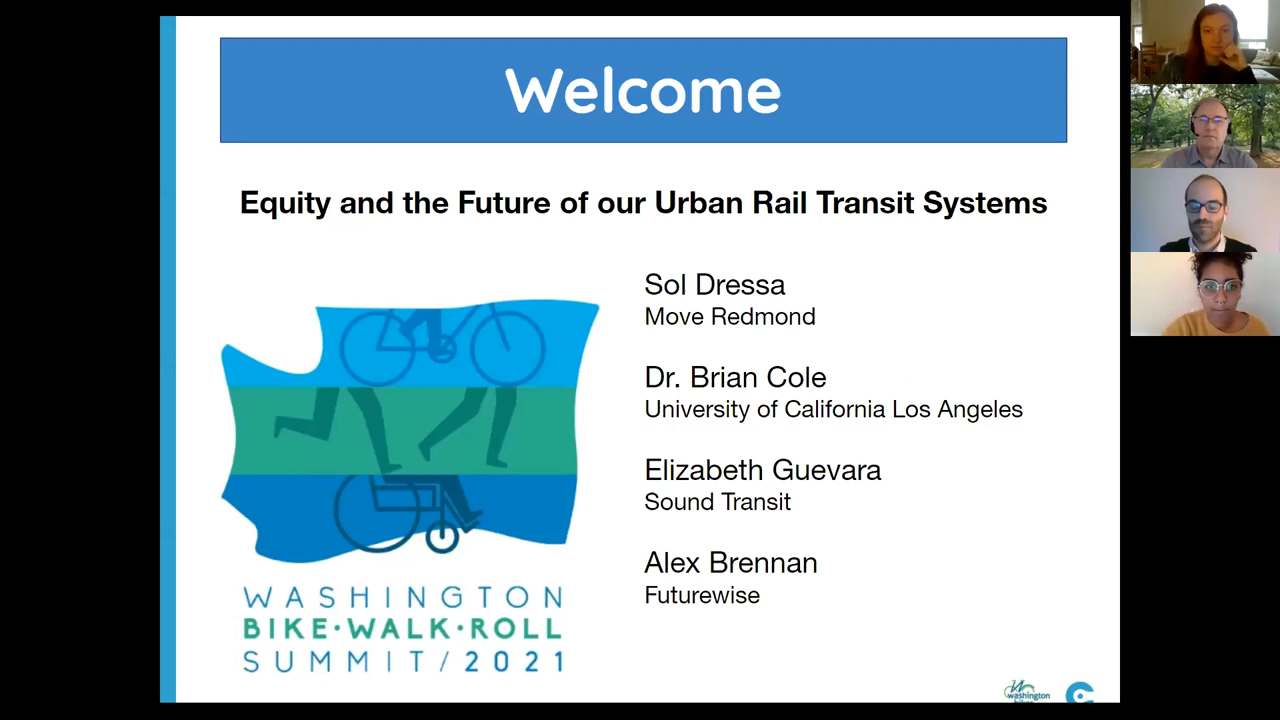 Welcome
Equity and the Future of our Urban Rail Transit Systems
Sol Dressa
Move Redmond
Dr. Brian Cole
University of California Los Angeles
Elizabeth Guevara
Sound Transit
Alex Brennan
Futurewise
WASHINGTON
BIKE·WALK·ROLL
SUMMIT/2021
washington